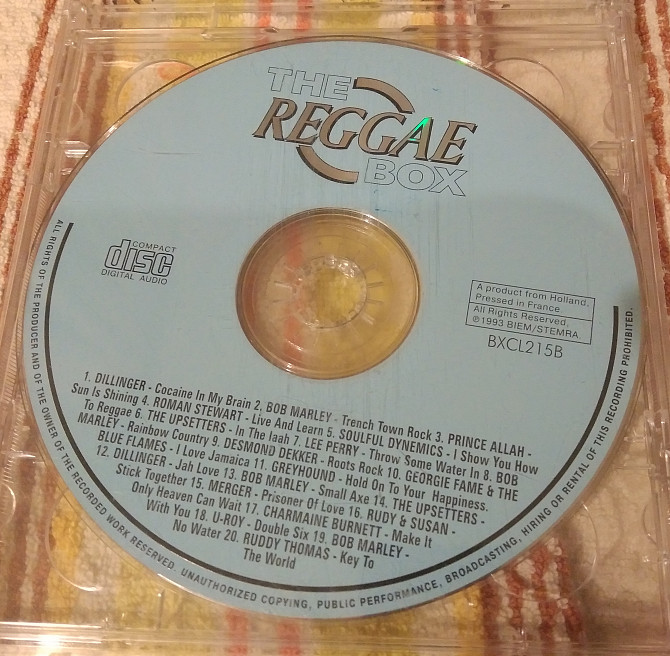 THE
REGGAE
BOX
COMPACT
disc
DIGITAL AUDIO
A product from Holland.
Pressed in France
All Rights Reserved.
℗1993 BIEM/STEMRA.
BXCL215B
1. DILLINGER - Cocaine In My Brain 2. BOB MARLEY - Trench Town Rock 3. PRINCE ALLAH -
Sun Is Shining 4. ROMAN STEWART - Live And Learn 5. SOULFUL DYNEMICS - I Show You How
To Reggae 6. THE UPSETTERS - In The Iaah 7. LEE PERRY - Throw Some Water In 8. BOB
MARLEY - Rainbow Country 9. DESMOND DEKKER - Roots Rock 10. GEORGIE FAME & THE
BLUE FLAMES - I Love Jamaica 11. GREYHOUND - Hold On To Your Happiness.
12. DILLINGER - Jah Love 13. BOB MARLEY - Small Axe 14. THE UPSETTERS -
Stick Together 15. MERGER - Prisoner Of Love 16. RUDY & SUSAN -
Only Heaven Can Wait 17. CHARMAINE BURNETT - Make It
With You 18. U-ROY - Double Six 19. BOB MARLEY -
No Water 20. RUDDY THOMAS - Key To
The World
ALL RIGHTS OF THE PRODUCER AND OF THE OWNER OF THE RECORDED WORK RESERVED. UNAUTHORIZED COPYING, PUBLIC PERFORMANCE, BROADCASTING, HIRING OR RENTAL OF THIS RECORDING PROHIBITED.